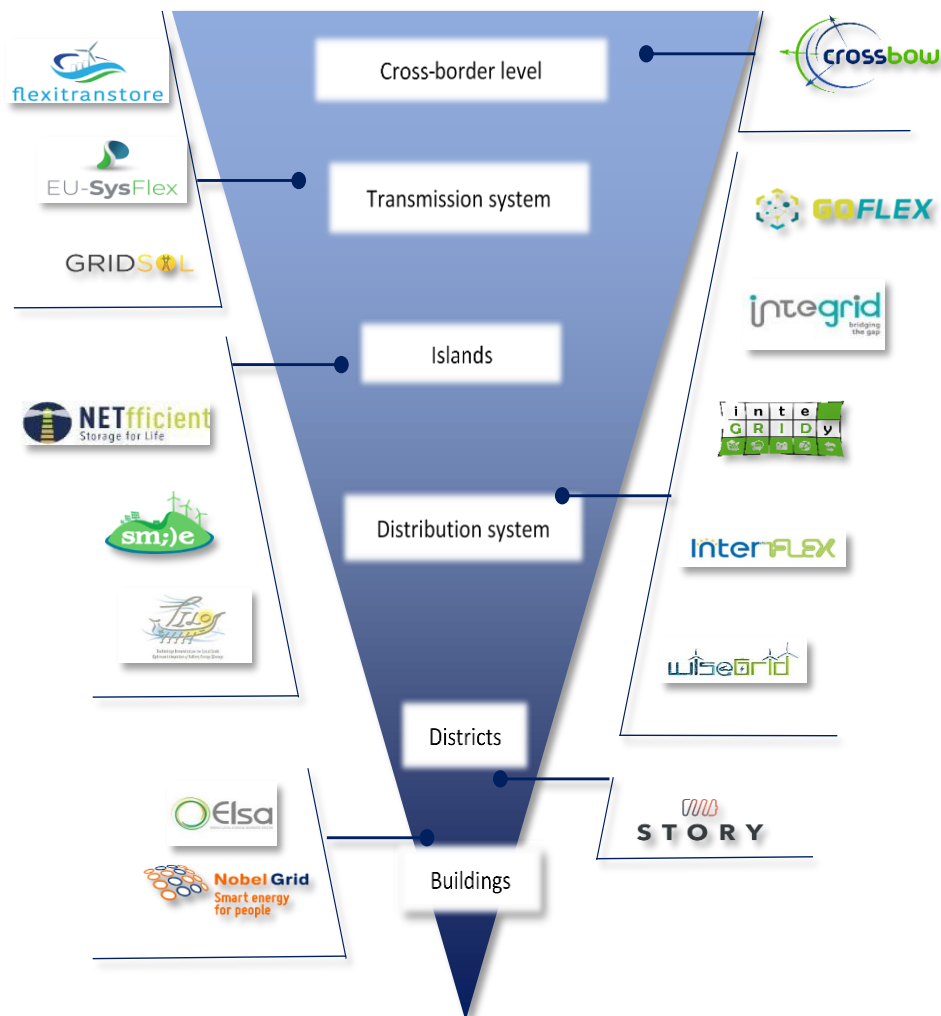 Cross-border level
crossbow
flexitranstore
EU-SysFlex
Transmission system
GOFLEX
GRIDSOL
integrid
bridging
the gap
Islands
NETfficient
Storage for Life
inte
GRIDy
Distribution system
sm;)e
InterFLEX
TILOS
wiseGrid
Districts
Elsa
STORY
Buildings
Nobel Grid
Smart energy
for people